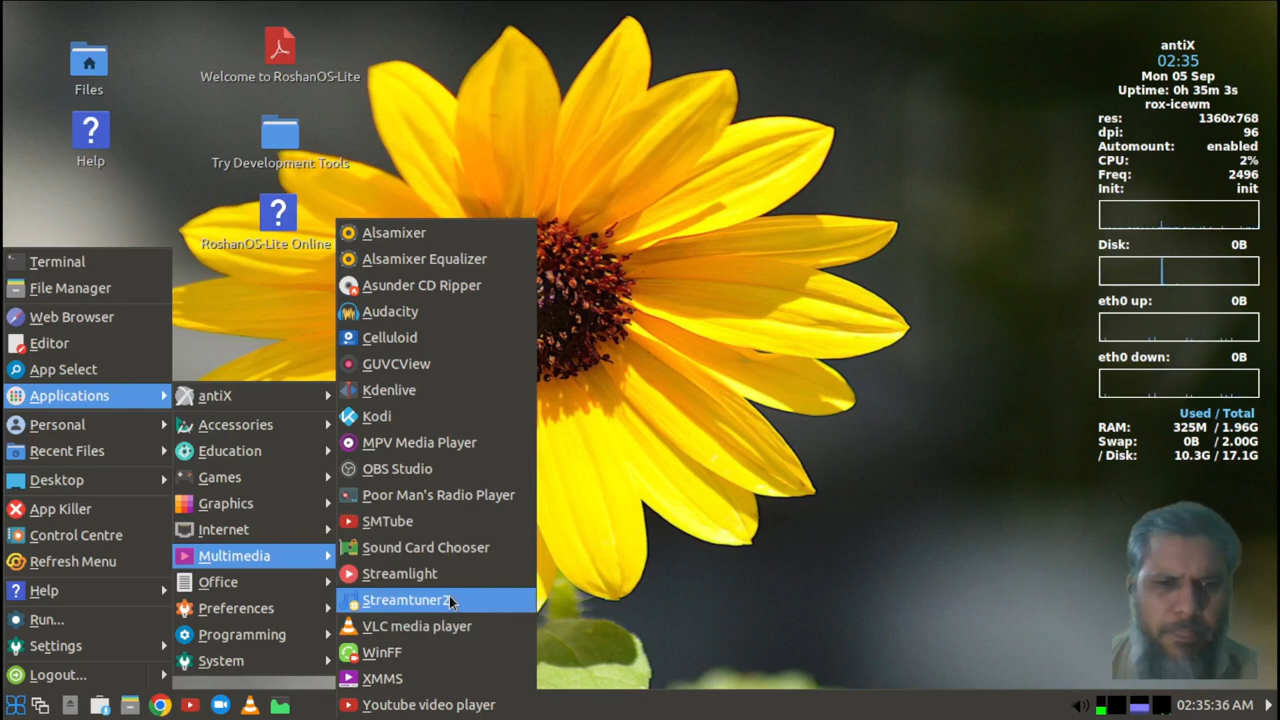 Files
Help
Welcome to RoshanOS-Lite
Try Development Tools
RoshanOS-Lite Online
Terminal
File Manager
Web Browser
Editor
App Select
Applications
Personal
Recent Files
Desktop
App Killer
Control Centre
Refresh Menu
Help
Run...
Settings
Logout...
antiX
Accessories
Education
Games
Graphics
Internet
Multimedia
Office
Preferences
Programming
System
Alsamixer
Alsamixer Equalizer
Asunder CD Ripper
Audacity
Celluloid
GUVCView
Kdenlive
Kodi
MPV Media Player
OBS Studio
Poor Man's Radio Player
SMTube
Sound Card Chooser
Streamlight
Streamtuner2
VLC media player
WinFF
XMMS
Youtube video player
antiX
02:35
Mon 05 Sep
Uptime: 0h 35m 3s
rox-icewm
res: 1360x768
dpi: 96
Automount: enabled
CPU: 2%
Freq: 2496
Init: init
Disk: 0B
eth0 up: 0B
eth0 down: 0B
Used / Total
RAM: 325M / 1.96G
Swap: 0B / 2.00G
/ Disk: 10.3G / 17.1G
02:35:36 AM